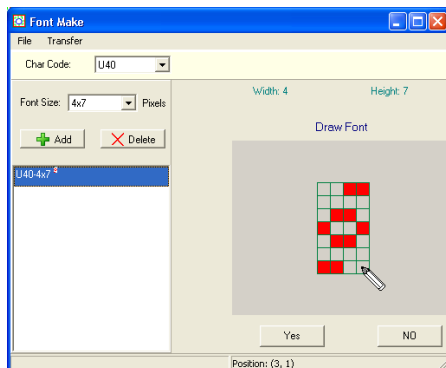 Font Make
File Transfer
Char Code: U40
Font Size: 4x7 Pixels
Width: 4 Height: 7
Add Delete
Draw Font
U40-4x7
Yes NO
Position: (3, 1)